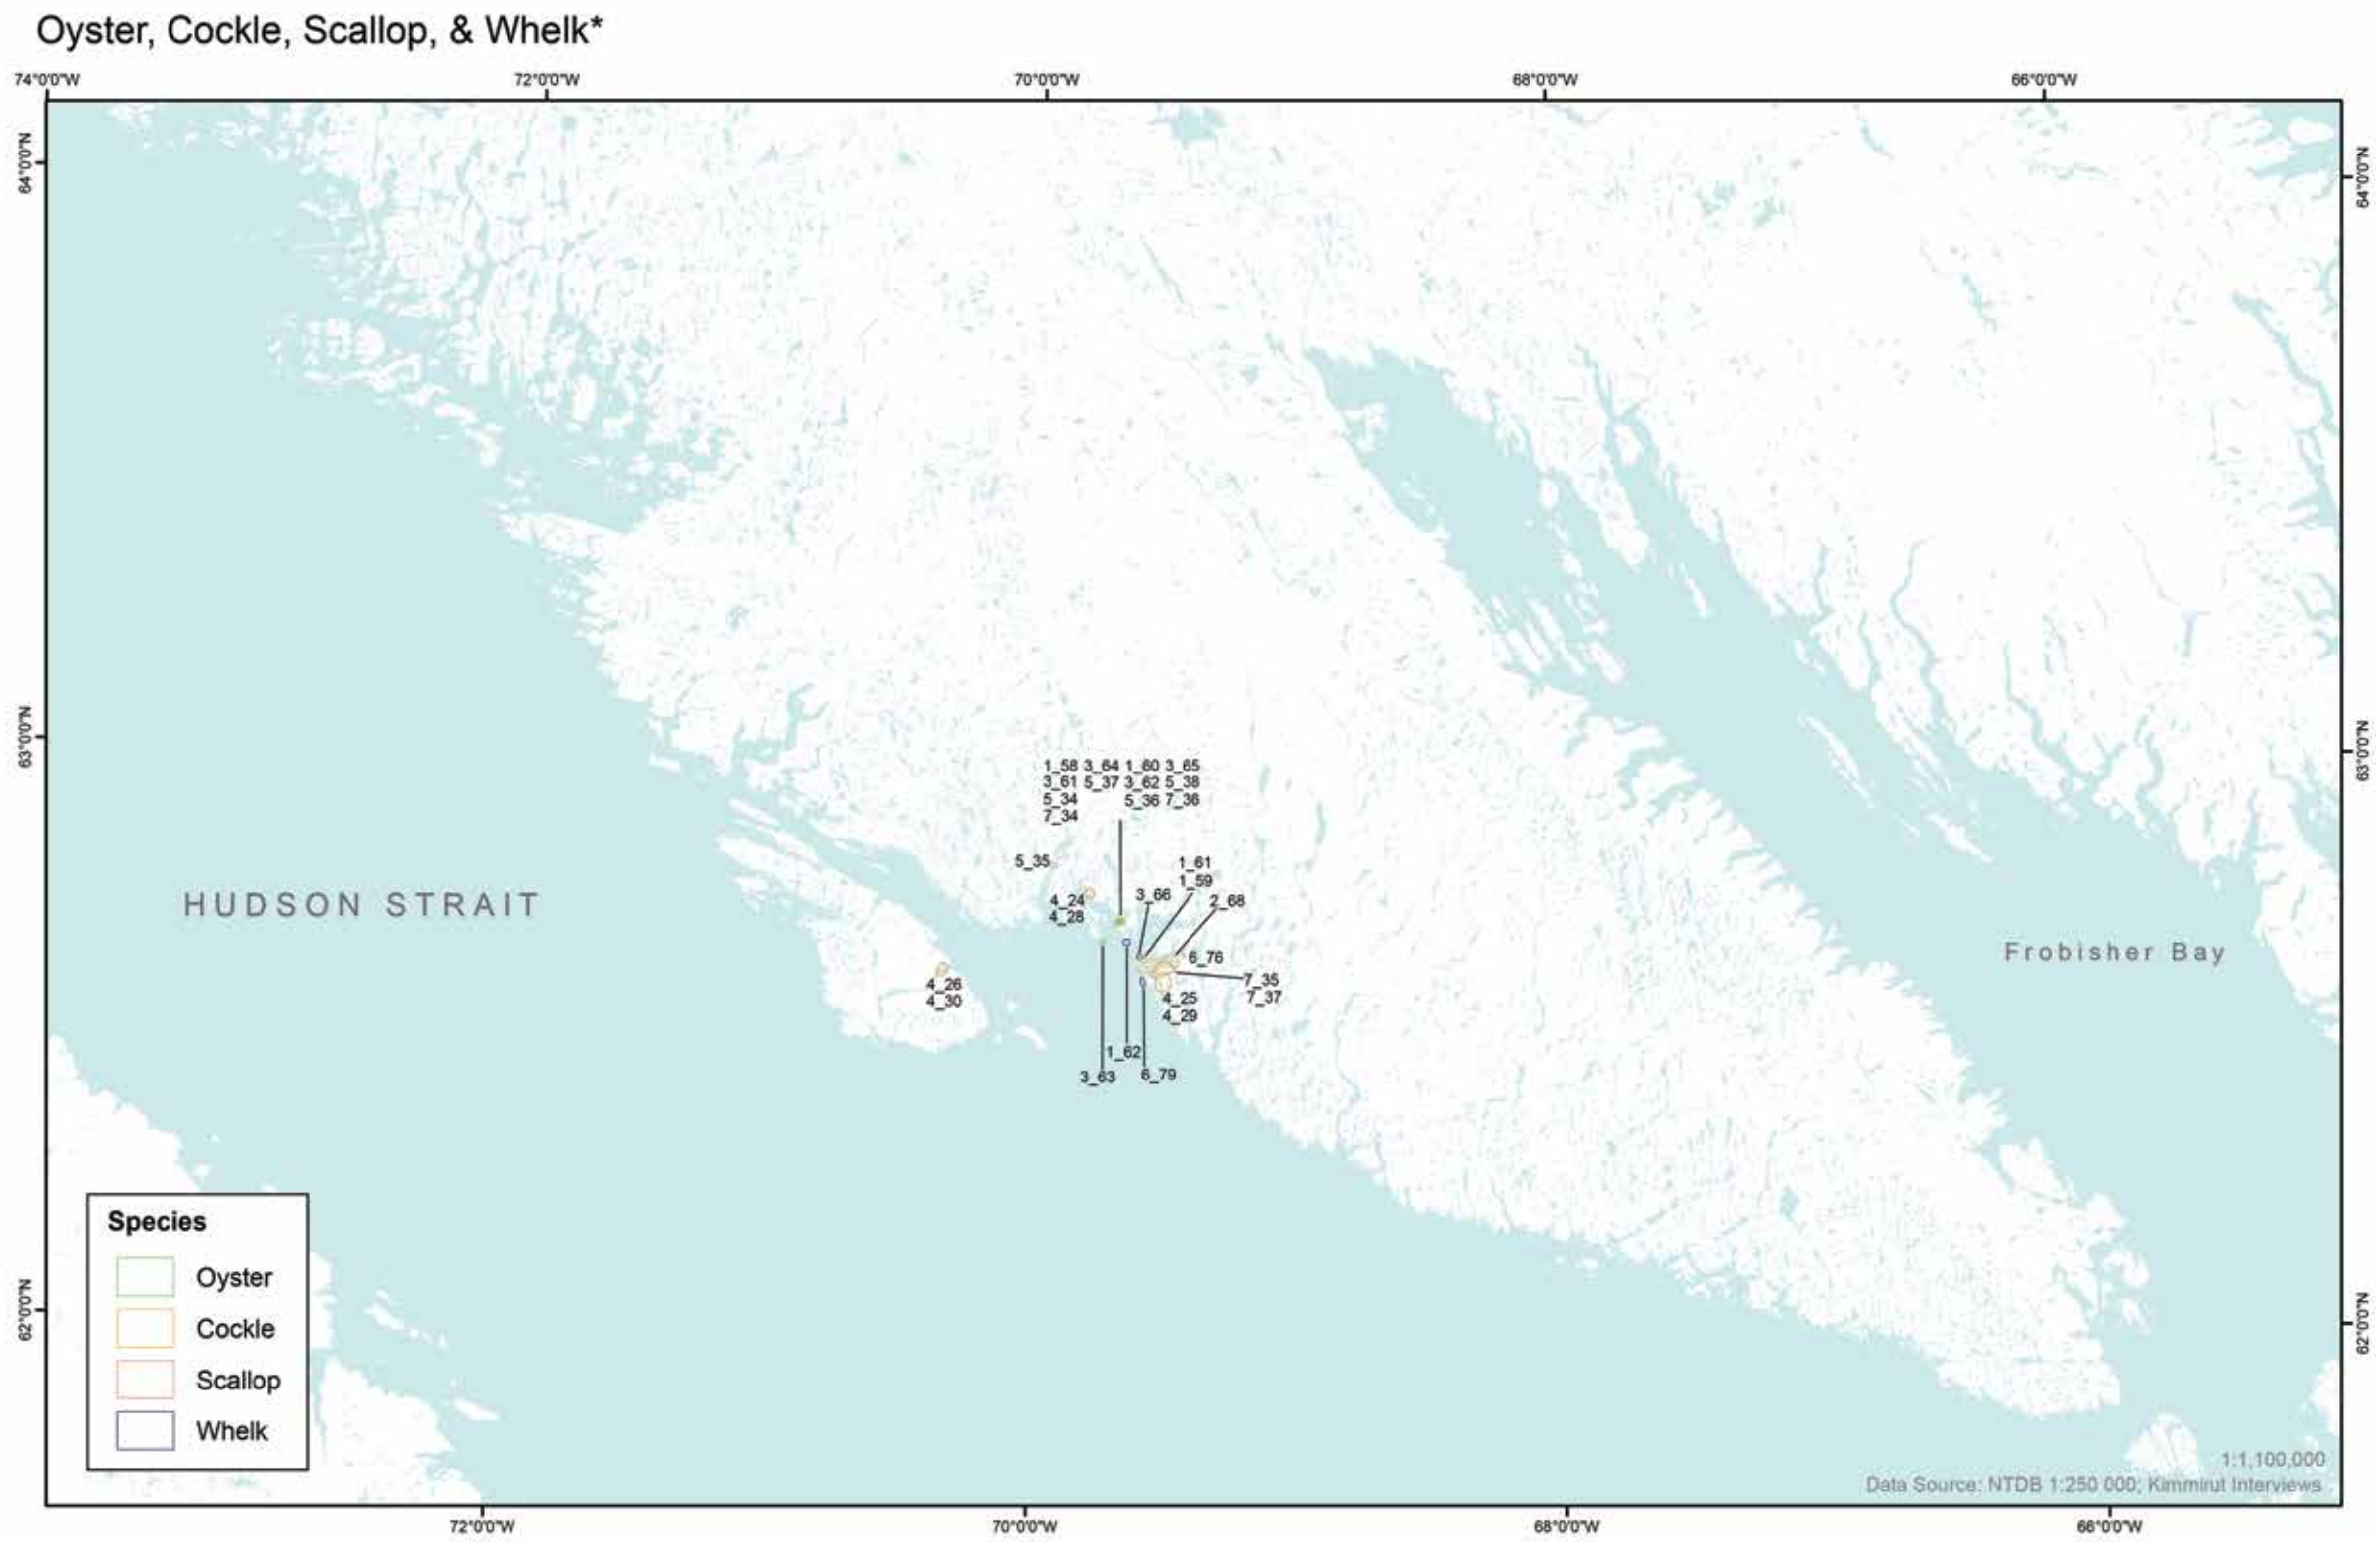 Oyster, Cockle, Scallop, & Whelk*
74°0'0"W 72°0'0"W 70°0'0"W 68°0'0"W 66°0'0"W
64°0'0"N
64°0'0"N
63°0'0"N
63°0'0"N
1_58 3_64 1_60 3_65
3_61 5_37 3_62 5_38
5_34 5_36 7_36
7_34
5_35
1_61
1_59
4_24
4_28
3_66
2_68
HUDSON STRAIT
Frobisher Bay
6_76
4_26
4_30
7_35
7_37
4_25
4_29
1_62
3_63
6_79
Species
Oyster
Cockle
Scallop
Whelk
62°0'0"N
62°0'0"N
1:1,100,000
Data Source: NTDB 1:250 000; Kimmirut Interviews
72°0'0"W 70°0'0"W 68°0'0"W 66°0'0"W